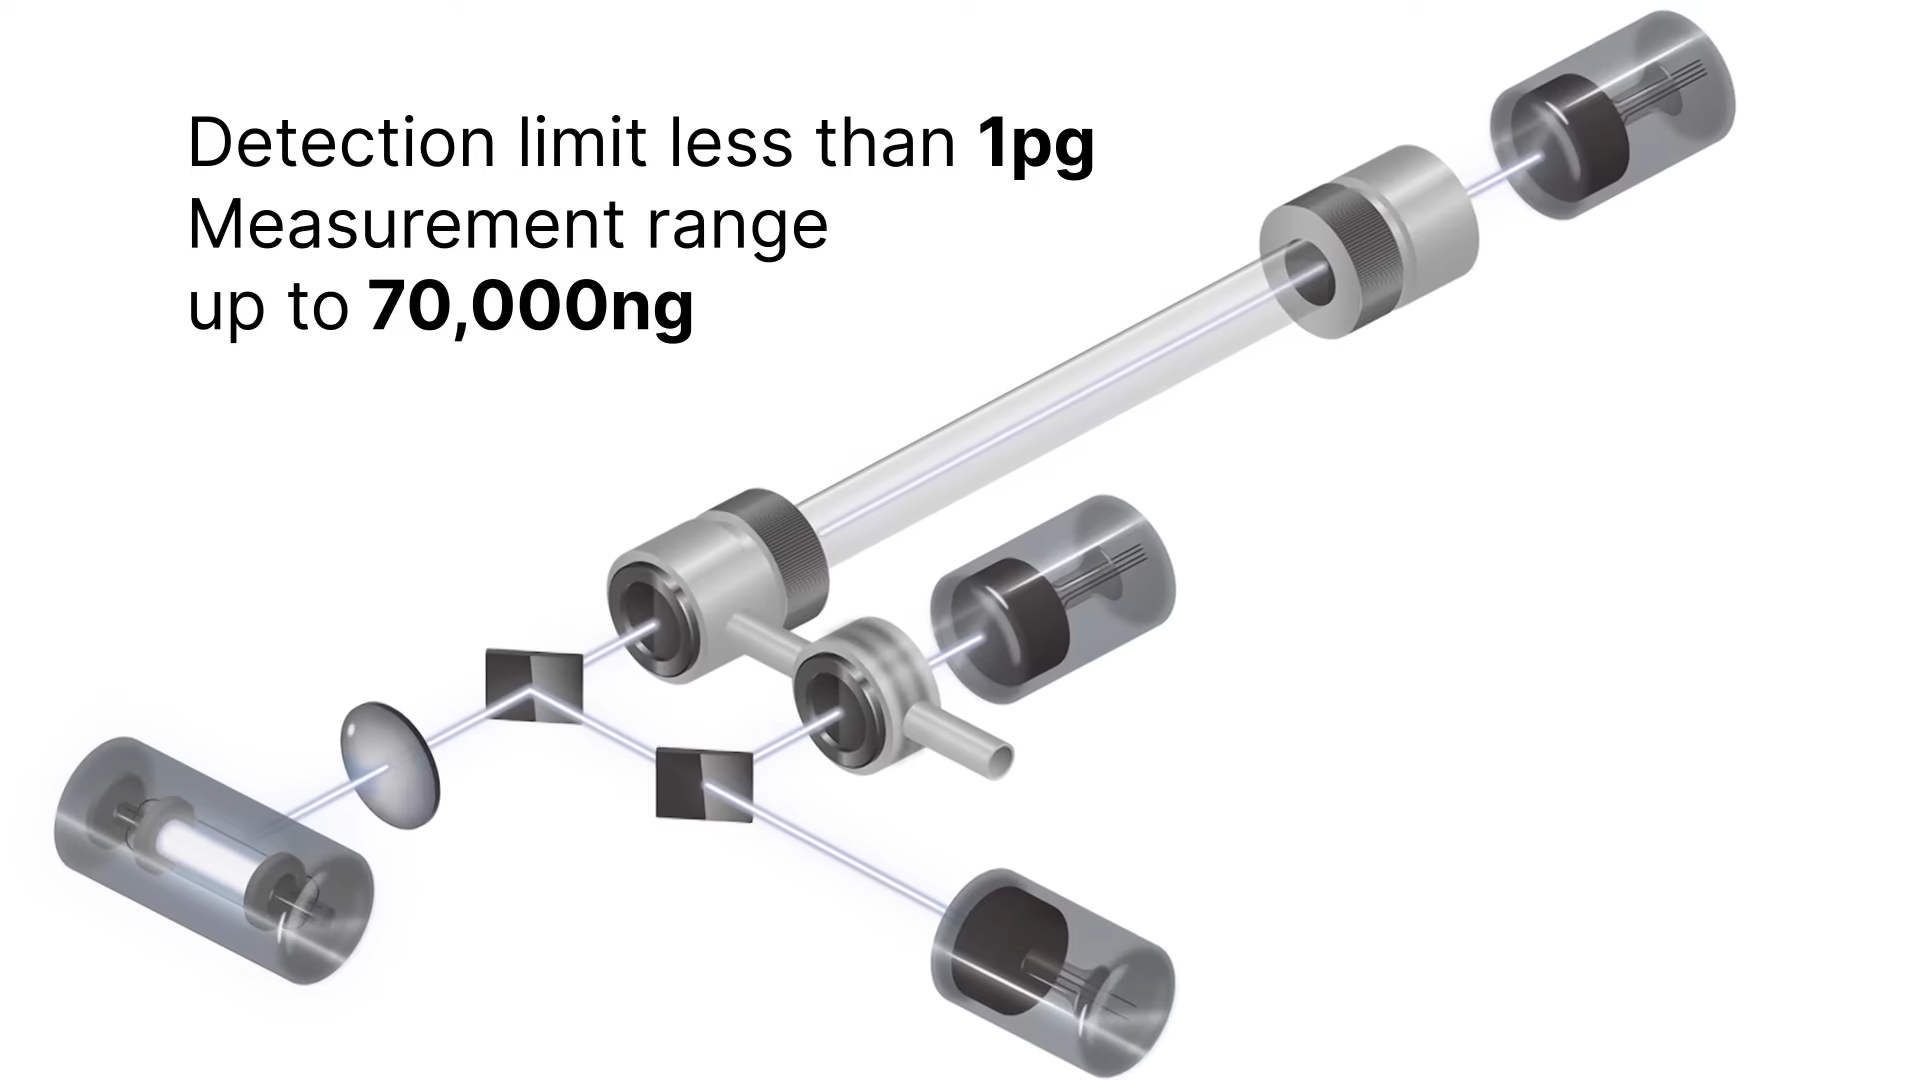 Detection limit less than 1pg
Measurement range
up to 70,000ng